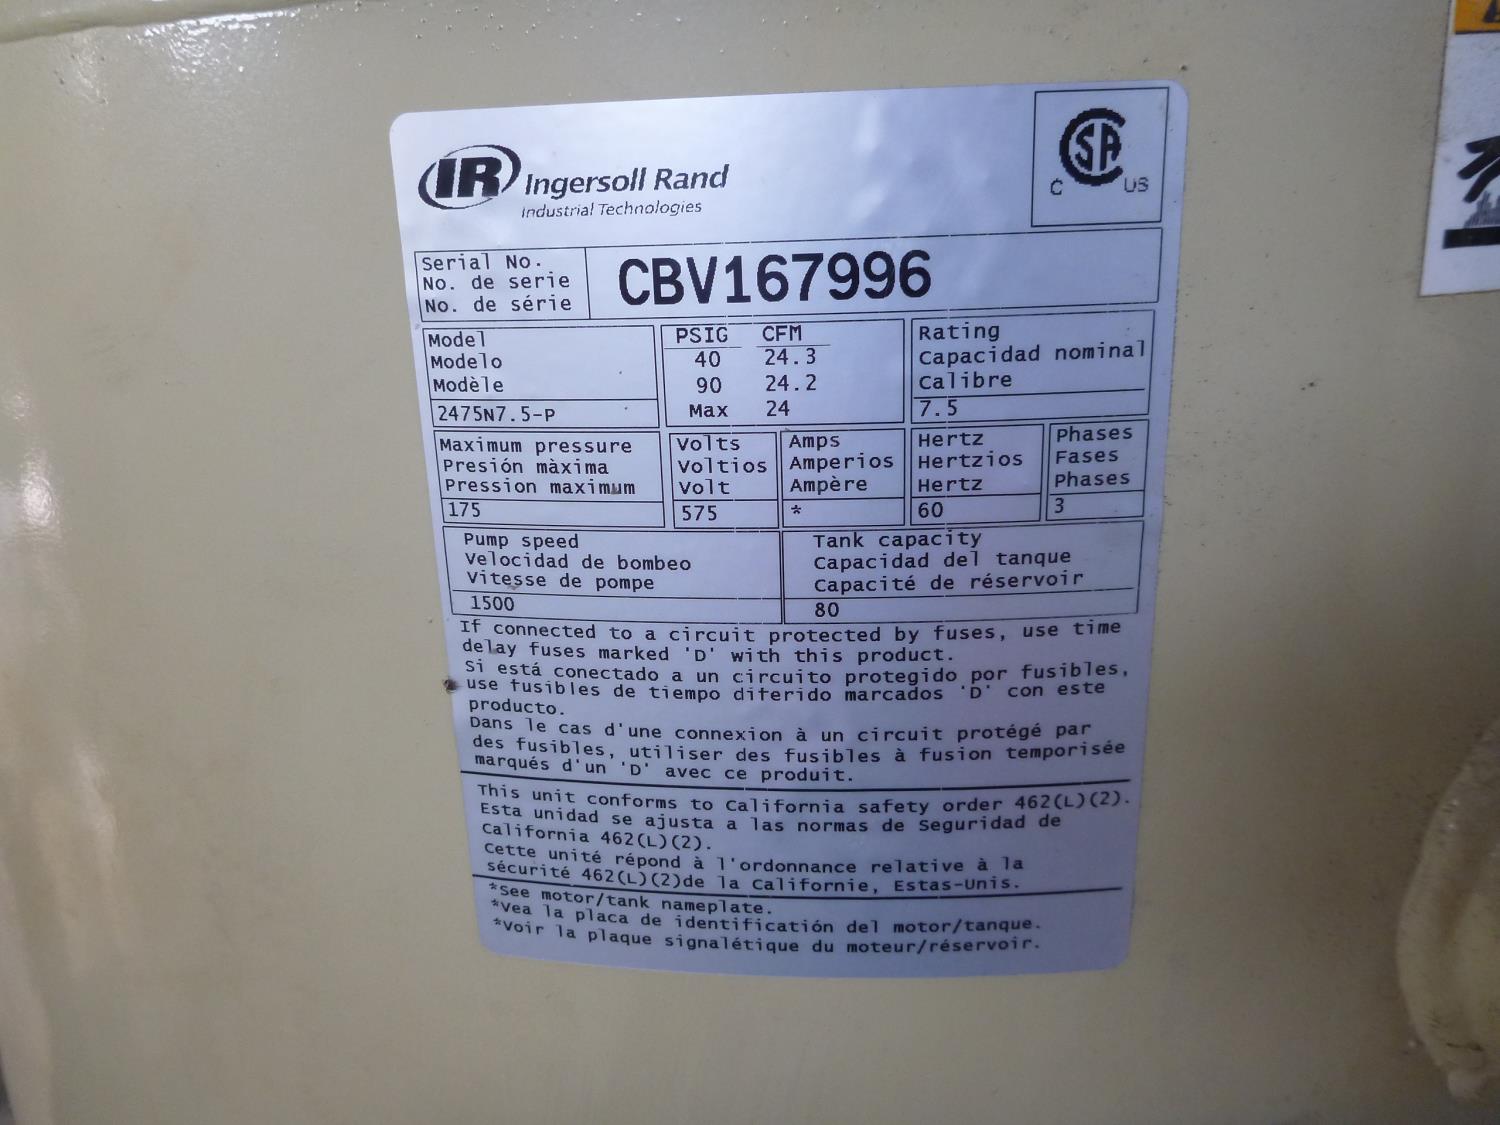 IR Ingersoll Rand
Industrial Technologies
CSA
C US
Serial No.
No. de serie
No. de série
CBV167996
Model
Modelo
Modèle
2475N7.5-P
PSIG CFM
40 24.3
90 24.2
Max 24
Rating
Capacidad nominal
Calibre
7.5
Maximum pressure
Presión màxima
Pression maximum
175
Volts
Voltios
Volt
575
Amps
Amperios
Ampère
*
Hertz
Hertzios
Hertz
60
Phases
Fases
Phases
3
Pump speed
Velocidad de bombeo
Vitesse de pompe
1500
Tank capacity
Capacidad del tanque
Capacité de réservoir
80
If connected to a circuit protected by fuses, use time
delay fuses marked 'D' with this product.
Si está conectado a un circuito protegido por fusibles,
use fusibles de tiempo diferido marcados 'D' con este
producto.
Dans le cas d'une connexion à un circuit protégé par
des fusibles, utiliser des fusibles à fusion temporisée
marqués d'un 'D' avec ce produit.
This unit conforms to California safety order 462(L)(2).
Esta unidad se ajusta a las normas de Seguridad de
California 462(L)(2).
Cette unité répond à l'ordonnance relative à la
sécurité 462(L)(2)de la Californie, Estas-Unis.
*See motor/tank nameplate.
*Vea la placa de identificación del motor/tanque.
*Voir la plaque signalétique du moteur/réservoir.